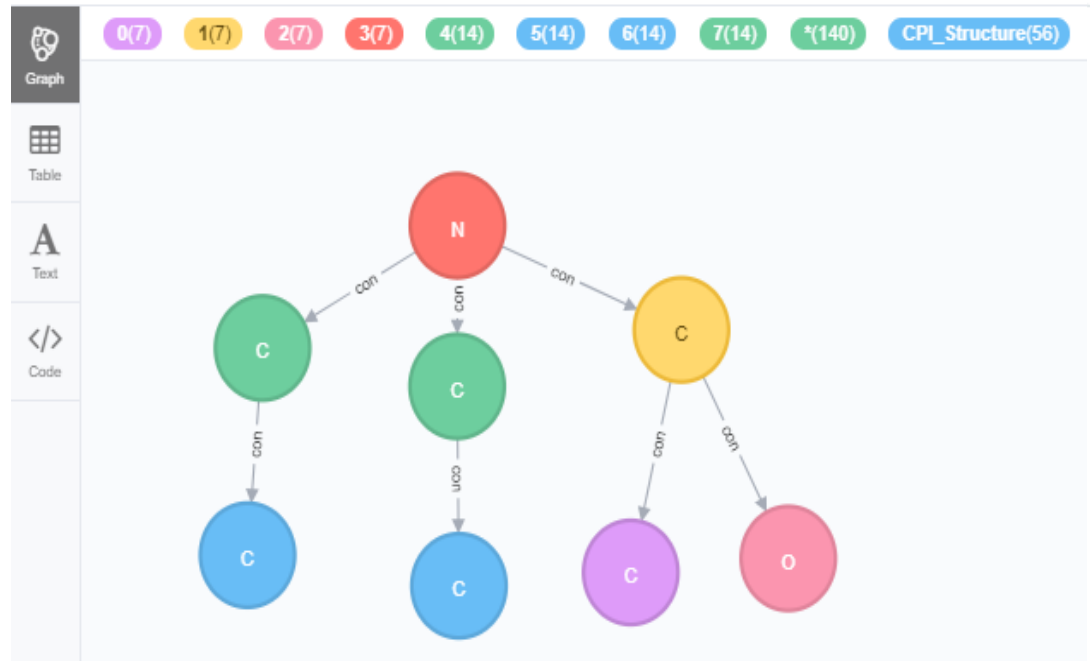 0(7) 1(7) 2(7) 3(7) 4(14) 5(14) 6(14) 7(14) *(140) CPI_Structure(56)
Graph
Table
A
Text
</>
Code
N
con con con
C C C
con con con con
C C C O